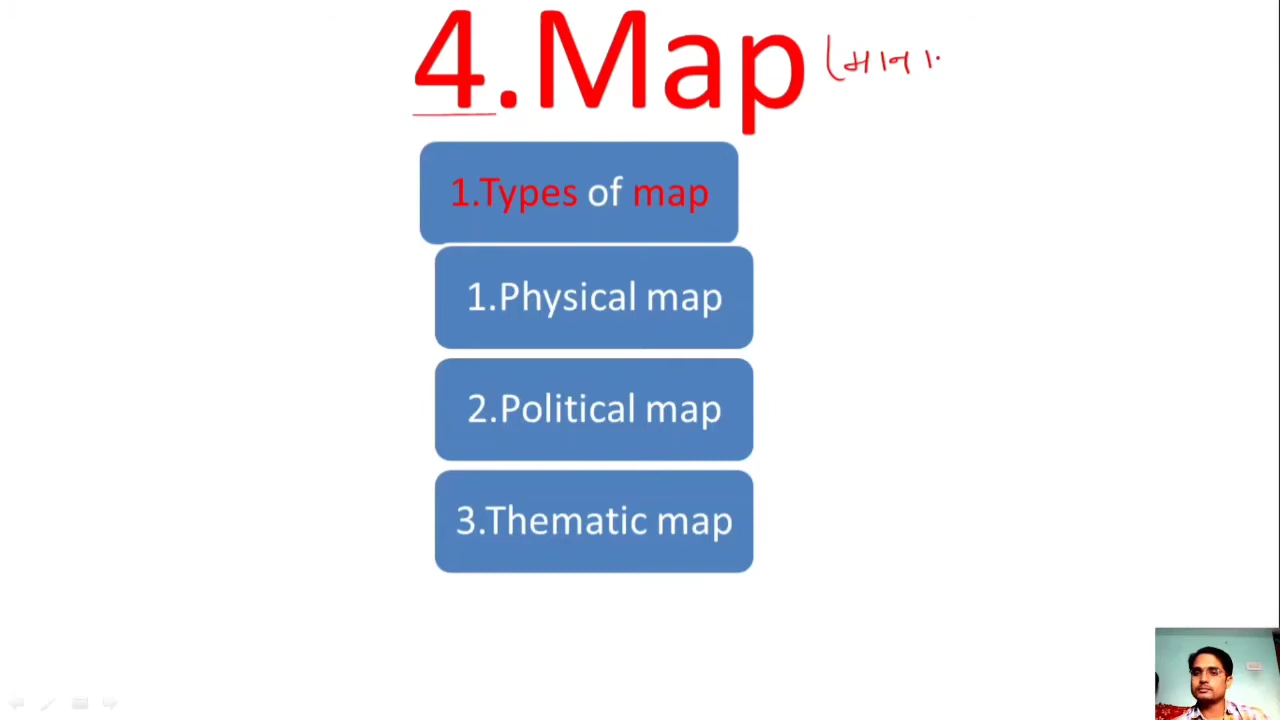 4.Map
1.Types of map
1.Physical map
2.Political map
3.Thematic map